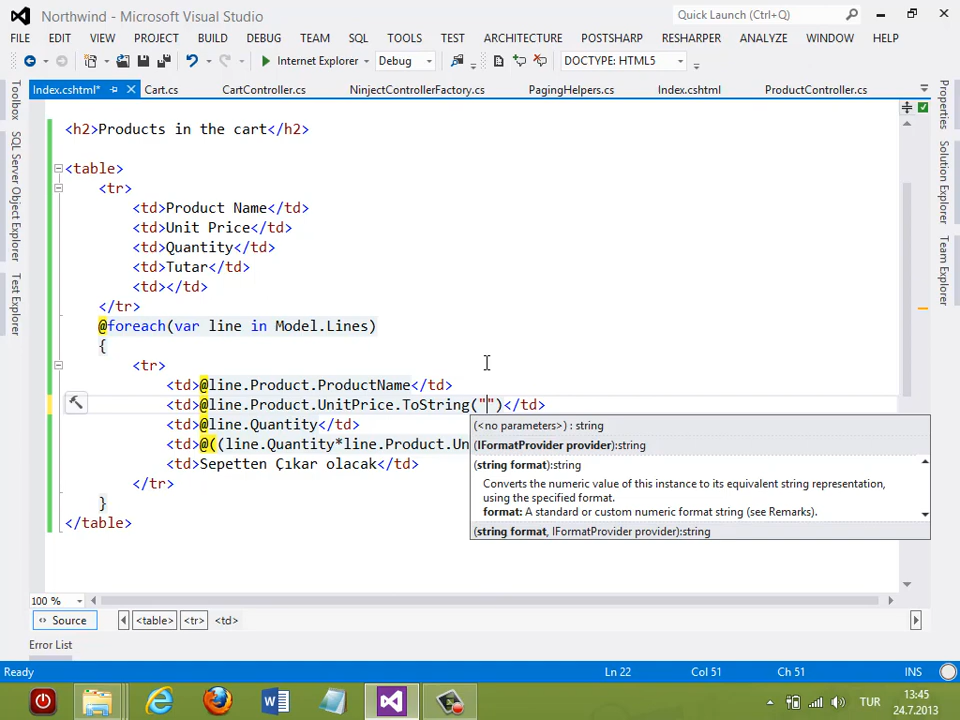 Northwind - Microsoft Visual Studio
Quick Launch (Ctrl+Q)
FILE EDIT VIEW PROJECT BUILD DEBUG TEAM SQL TOOLS TEST ARCHITECTURE POSTSHARP RESHARPER ANALYZE WINDOW HELP
Internet Explorer Debug DOCTYPE: HTML5
Index.cshtml* Cart.cs CartController.cs NinjectControllerFactory.cs PagingHelpers.cs Index.cshtml ProductController.cs
Toolbox
SQL Server Object Explorer
Test Explorer
Properties
Solution Explorer
Team Explorer
<h2>Products in the cart</h2>
<table>
<tr>
<td>Product Name</td>
<td>Unit Price</td>
<td>Quantity</td>
<td>Tutar</td>
<td></td>
</tr>
@foreach(var line in Model.Lines)
{
<tr>
<td>@line.Product.ProductName</td>
<td>@line.Product.UnitPrice.ToString("")</td>
<td>@line.Quantity</td>
<td>@((line.Quantity*line.Product.Un
<td>Sepetten Çıkar olacak</td>
</tr>
}
</table>
(<no parameters>) : string
(IFormatProvider provider):string
(string format):string
Converts the numeric value of this instance to its equivalent string representation,
using the specified format.
format: A standard or custom numeric format string (see Remarks).
(string format, IFormatProvider provider):string
100 %
Source <table> <tr> <td>
Error List
Ready Ln 22 Col 51 Ch 51 INS
TUR
13:45
24.7.2013